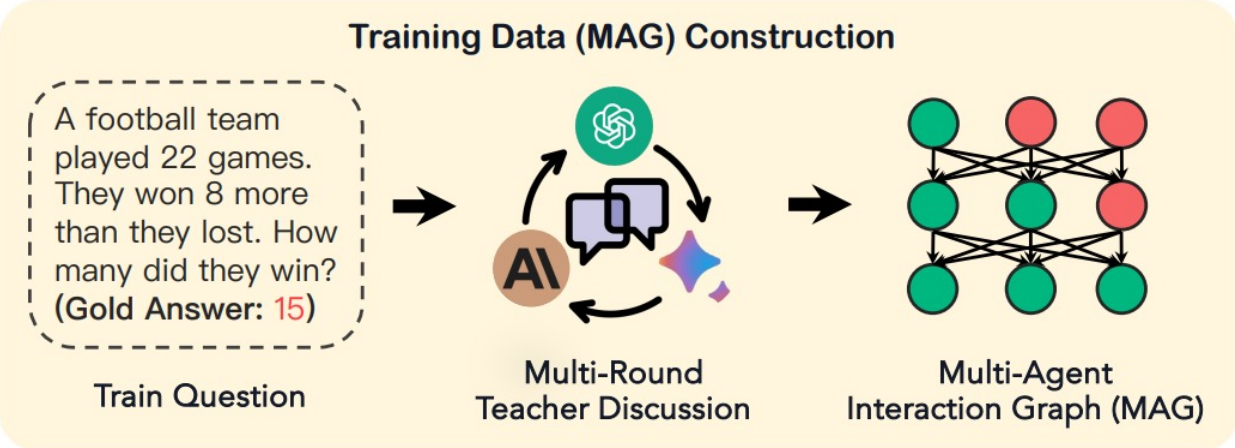 Training Data (MAG) Construction
A football team
played 22 games.
They won 8 more
than they lost. How
many did they win?
(Gold Answer: 15)
Train Question
A\
Multi-Round
Teacher Discussion
Multi-Agent
Interaction Graph (MAG)